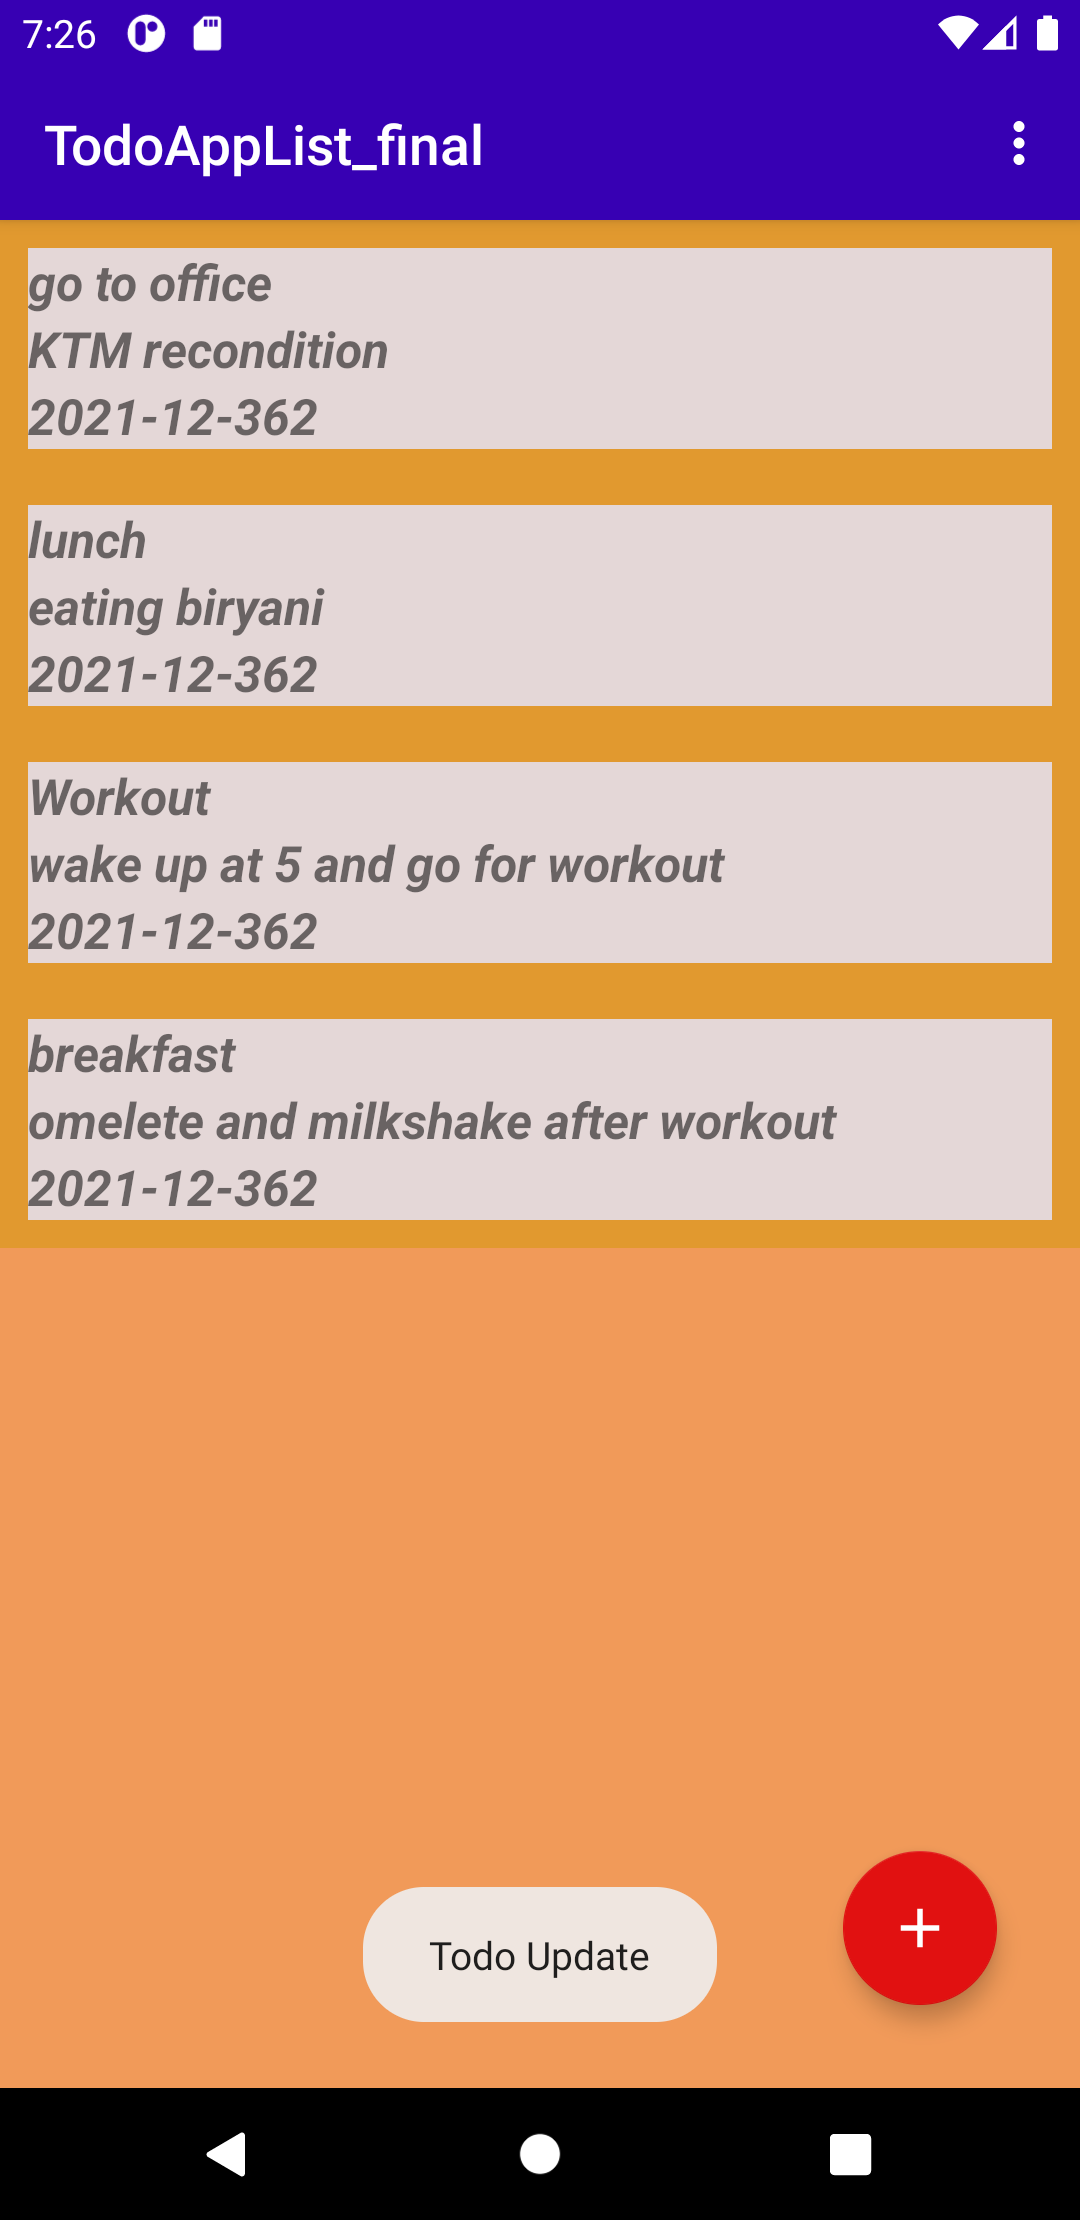 7:26
TodoAppList_final
go to office
KTM recondition
2021-12-362
lunch
eating biryani
2021-12-362
Workout
wake up at 5 and go for workout
2021-12-362
breakfast
omelete and milkshake after workout
2021-12-362
Todo Update